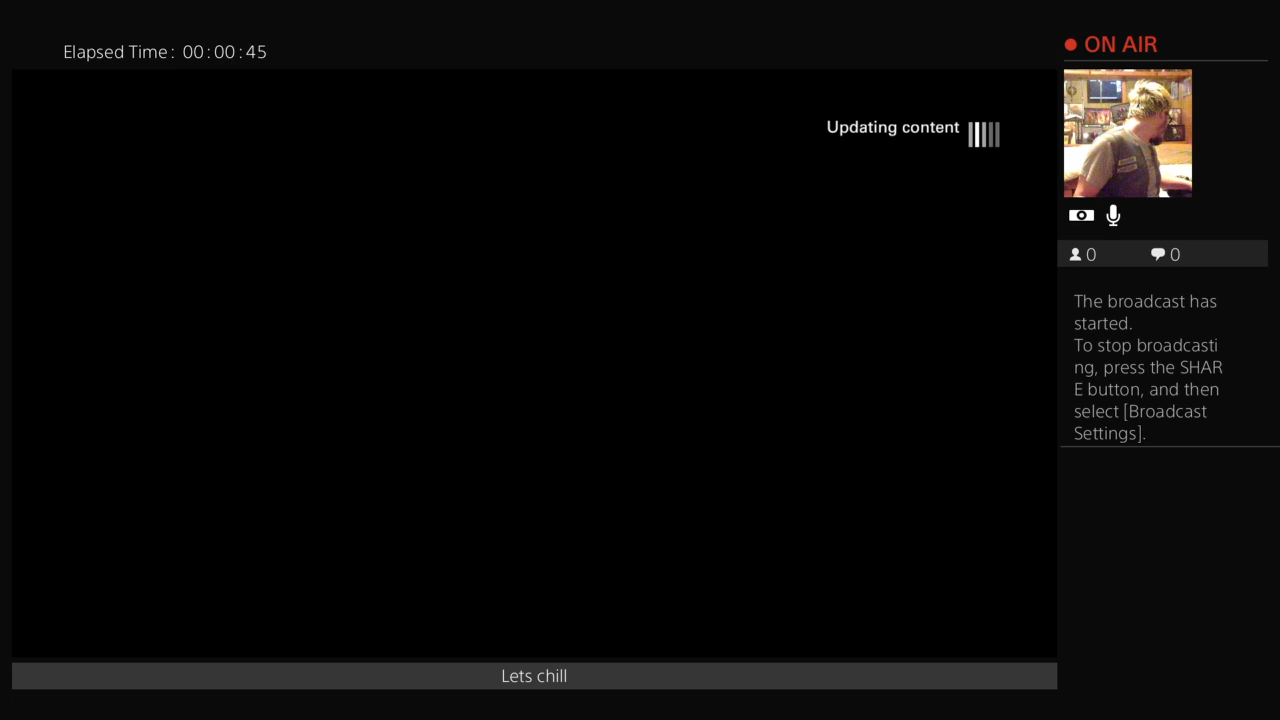 Elapsed Time: 00:00:45
ON AIR
Updating content
0 0
The broadcast has
started.
To stop broadcasti
ng, press the SHAR
E button, and then
select [Broadcast
Settings].
Lets chill